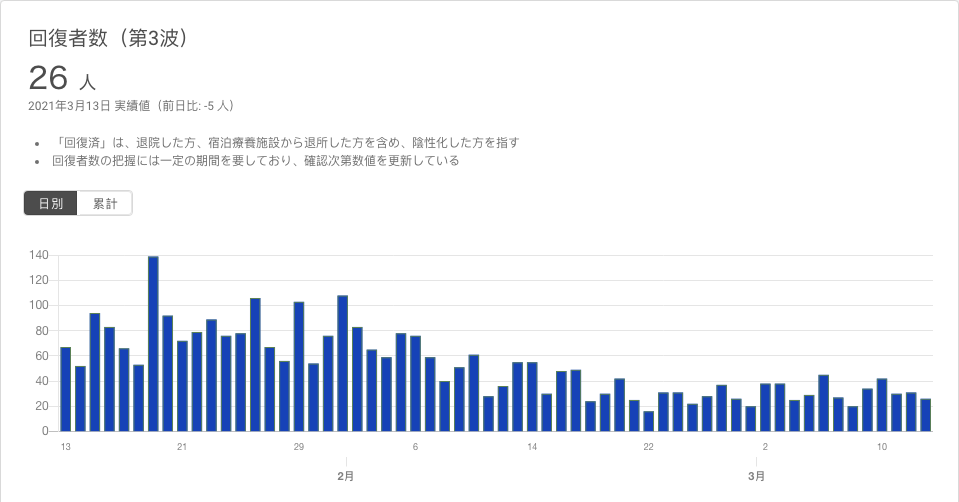 回復者数（第3波）
26 人
2021年3月13日 実績値（前日比: -5 人）
• 「回復済」は、退院した方、宿泊療養施設から退所した方を含め、陰性化した方を指す
• 回復者数の把握には一定の期間を要しており、確認次第数値を更新している
日別 累計
140
120
100
80
60
40
20
0
13 21 29 6 14 22 2 10
2月 3月